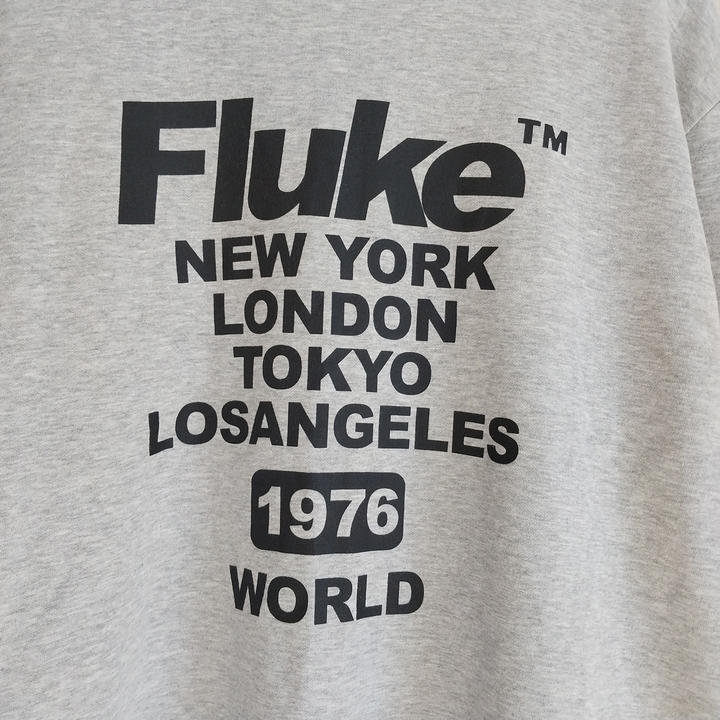 Fluke™
NEW YORK
LONDON
TOKYO
LOSANGELES
1976
WORLD